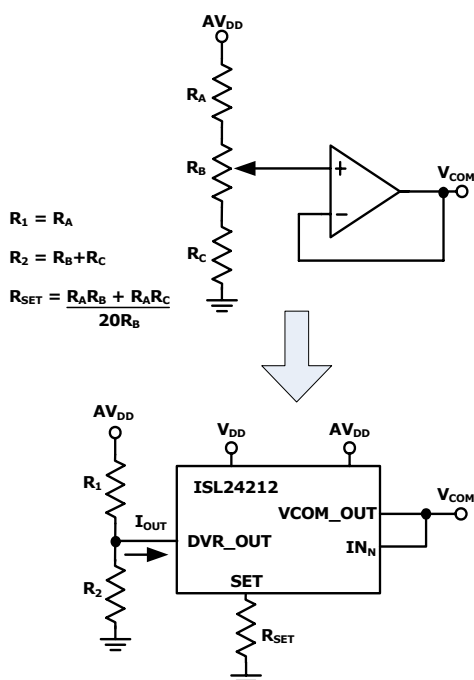 AVDD
RA
RB
+
VCOM
−
R1 = RA
R2 = RB+RC
RC
RSET = RARB + RARC
20RB
AVDD
VDD
AVDD
R1
ISL24212
VCOM
IOUT
VCOM_OUT
DVR_OUT
INN
R2
SET
RSET